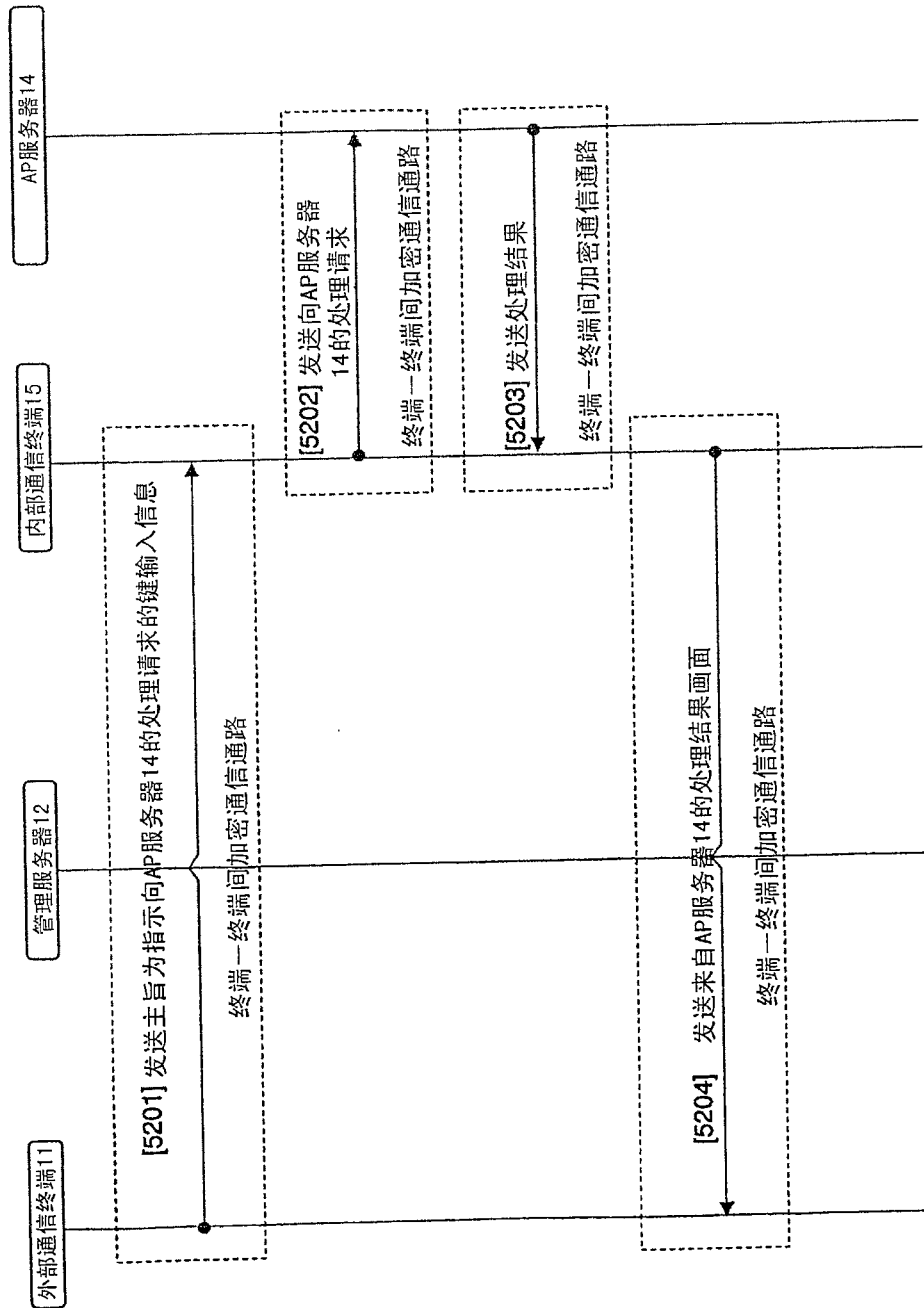 外部通信终端11
管理服务器12
内部通信终端15
AP服务器14
[5201] 发送主旨为指示向AP服务器14的处理请求的键输入信息
终端—终端间加密通信通路
[5202] 发送向AP服务器
14的处理请求
终端—终端间加密通信通路
[5203] 发送处理结果
终端—终端间加密通信通路
[5204] 发送来自AP服务器14的处理结果画面
终端—终端间加密通信通路